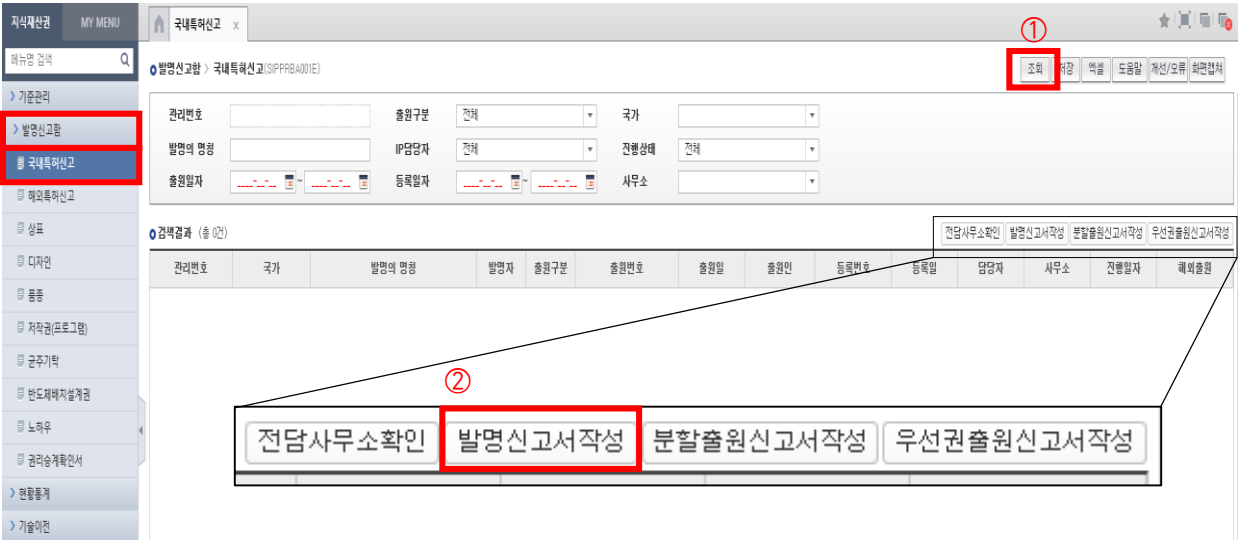 지식재산권 MY MENU
국내특허신고 x
①
메뉴명 검색
발명신고함 > 국내특허신고(SIPPRBA001E)
조회 저장 엑셀 도움말 개선/오류 화면캡쳐
> 기준관리
> 발명신고함
국내특허신고
해외특허신고
상표
디자인
품종
저작권(프로그램)
균주기탁
반도체배치설계권
노하우
권리승계확인서
> 현황통계
> 기술이전
관리번호 출원구분 전체 국가
발명의 명칭 IP담당자 전체 진행상태 전체
출원일자 ____-__-__ ~ ____-__-__ 등록일자 ____-__-__ ~ ____-__-__ 사무소
검색결과 (총 0건)
전담사무소확인 발명신고서작성 분할출원신고서작성 우선권출원신고서작성
관리번호 국가 발명의 명칭 발명자 출원구분 출원번호 출원일 출원인 등록번호 등록일 담당자 사무소 진행일자 해외출원
②
전담사무소확인 발명신고서작성 분할출원신고서작성 우선권출원신고서작성